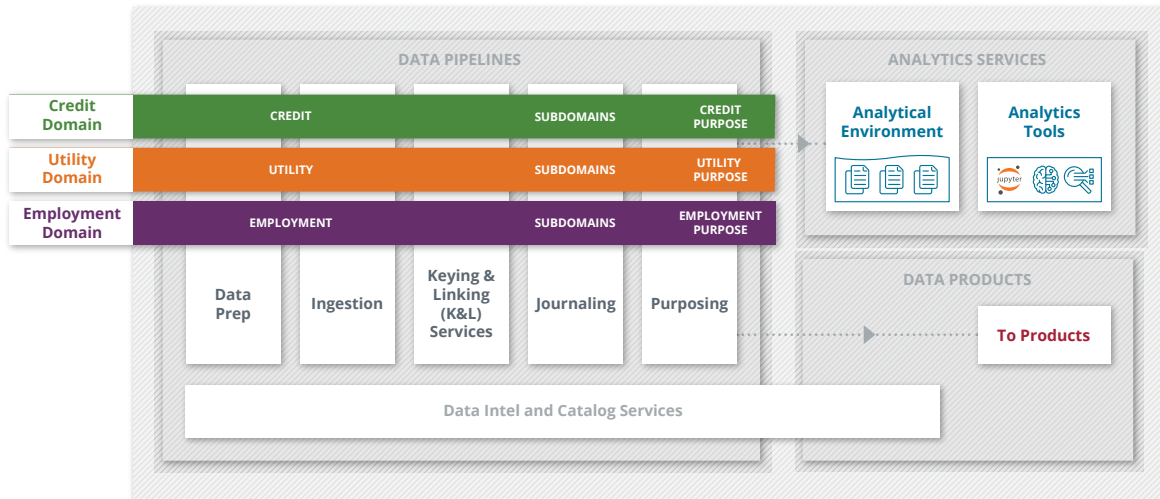 DATA PIPELINES
ANALYTICS SERVICES
Credit
Domain
CREDIT
SUBDOMAINS
CREDIT
PURPOSE
Utility
Domain
UTILITY
SUBDOMAINS
UTILITY
PURPOSE
Employment
Domain
EMPLOYMENT
SUBDOMAINS
EMPLOYMENT
PURPOSE
Analytical
Environment
Analytics
Tools
jupyter
Data
Prep
Ingestion
Keying &
Linking
(K&L)
Services
Journaling
Purposing
DATA PRODUCTS
To Products
Data Intel and Catalog Services